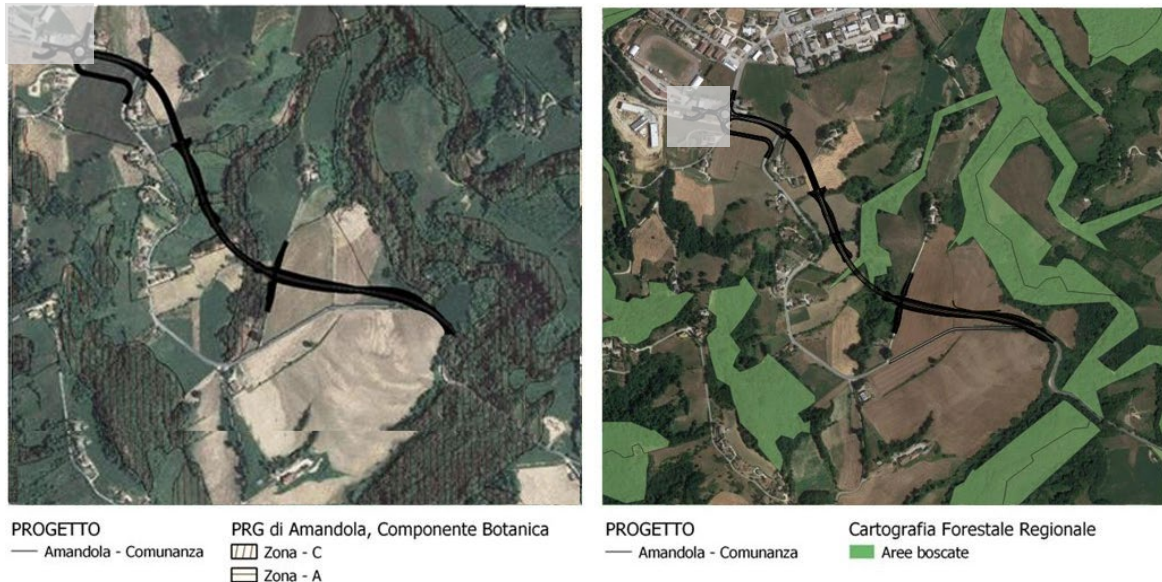 PROGETTO
Amandola - Comunanza
PRG di Amandola, Componente Botanica
Zona - C
Zona - A
PROGETTO
Amandola - Comunanza
Cartografia Forestale Regionale
Aree boscate